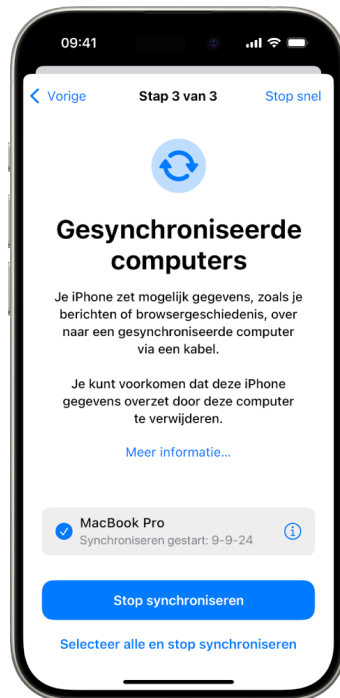 09:41
Vorige
Stap 3 van 3
Stop snel
Gesynchroniseerde
computers
Je iPhone zet mogelijk gegevens, zoals je
berichten of browsergeschiedenis, over
naar een gesynchroniseerde computer
via een kabel.
Je kunt voorkomen dat deze iPhone
gegevens overzet door deze computer
te verwijderen.
Meer informatie...
MacBook Pro
Synchroniseren gestart: 9-9-24
Stop synchroniseren
Selecteer alle en stop synchroniseren